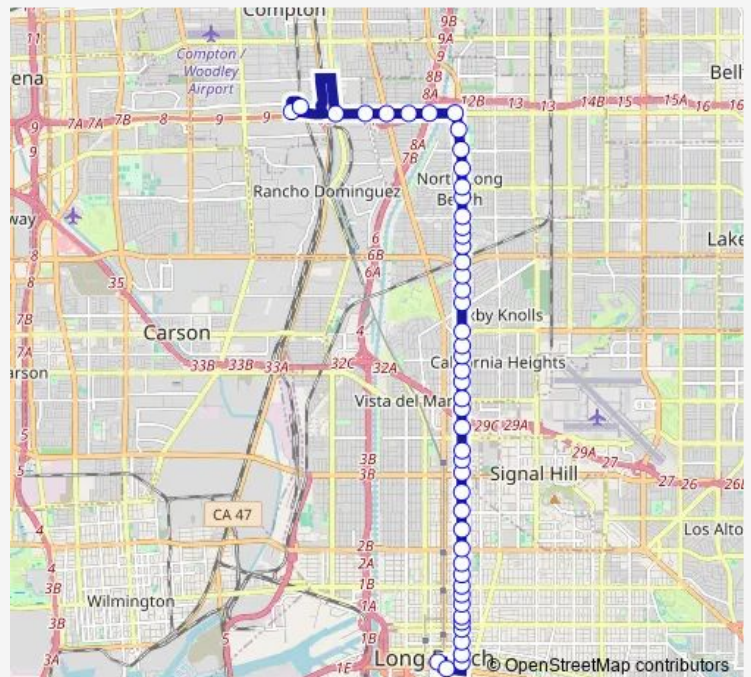 Compton
9B
11
9A
9
Compton /
Woodley
Airport
8B
Bell
ena
8A
12B
13
13
14B
15
15A
16
16
9
7A
7A
7B
8
9
9
9
8A
7B
Rancho Dominguez
North Long
Beach
way
6
6B
6A
Lake
8
8
35
7B
4
xby Knolls
Carson
7A
33B
33B
33A
32C
32A
California Heights
arson
Vista del Mar
5
29C
29A
29A
27
27
26
26B
5
3B
3B
Signal Hill
CA 47
4
2B
Los Alto
2A
3B
1B
Wilmington
1A
3B
5
1B
3A
1E
Long Beach
© OpenStreetMap contributors